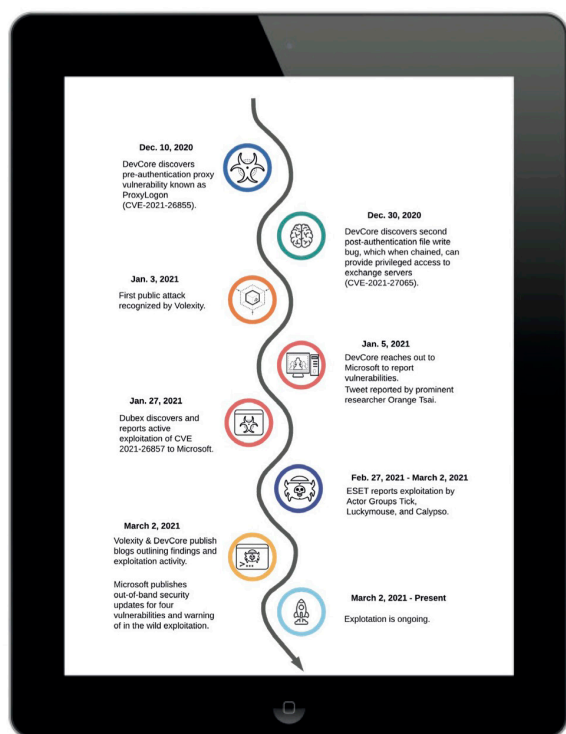 Dec. 10, 2020
DevCore discovers
pre-authentication proxy
vulnerability known as
ProxyLogon
(CVE-2021-26855).
Dec. 30, 2020
DevCore discovers second
post-authentication file write
bug, which when chained, can
provide privileged access to
exchange servers
(CVE-2021-27065).
Jan. 3, 2021
First public attack
recognized by Volexity.
Jan. 5, 2021
DevCore reaches out to
Microsoft to report
vulnerabilities.
Tweet reported by prominent
researcher Orange Tsai.
Jan. 27, 2021
Dubex discovers and
reports active
exploitation of CVE
2021-26857 to Microsoft.
Feb. 27, 2021 - March 2, 2021
ESET reports exploitation by
Actor Groups Tick,
Luckymouse, and Calypso.
March 2, 2021
Volexity & DevCore publish
blogs outlining findings and
exploitation activity.
Microsoft publishes
out-of-band security
updates for four
vulnerabilities and warning
of in the wild exploitation.
>...
March 2, 2021 - Present
Explotation is ongoing.